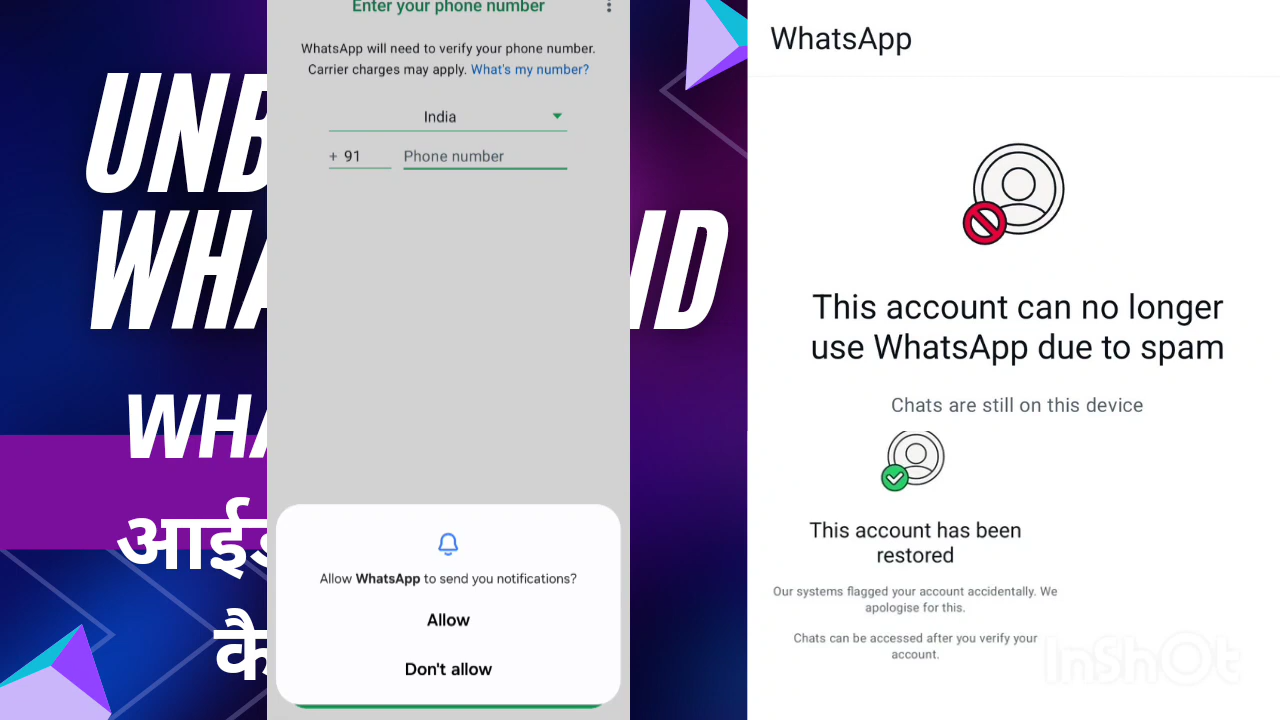 UNB
WHA
ND
WHA
आईड
कै
Enter your phone number
WhatsApp will need to verify your phone number.
Carrier charges may apply. What's my number?
India
+ 91 Phone number
Allow WhatsApp to send you notifications?
Allow
Don't allow
WhatsApp
This account can no longer
use WhatsApp due to spam
Chats are still on this device
This account has been
restored
Our systems flagged your account accidentally. We
apologise for this.
Chats can be accessed after you verify your
account.
InShOt